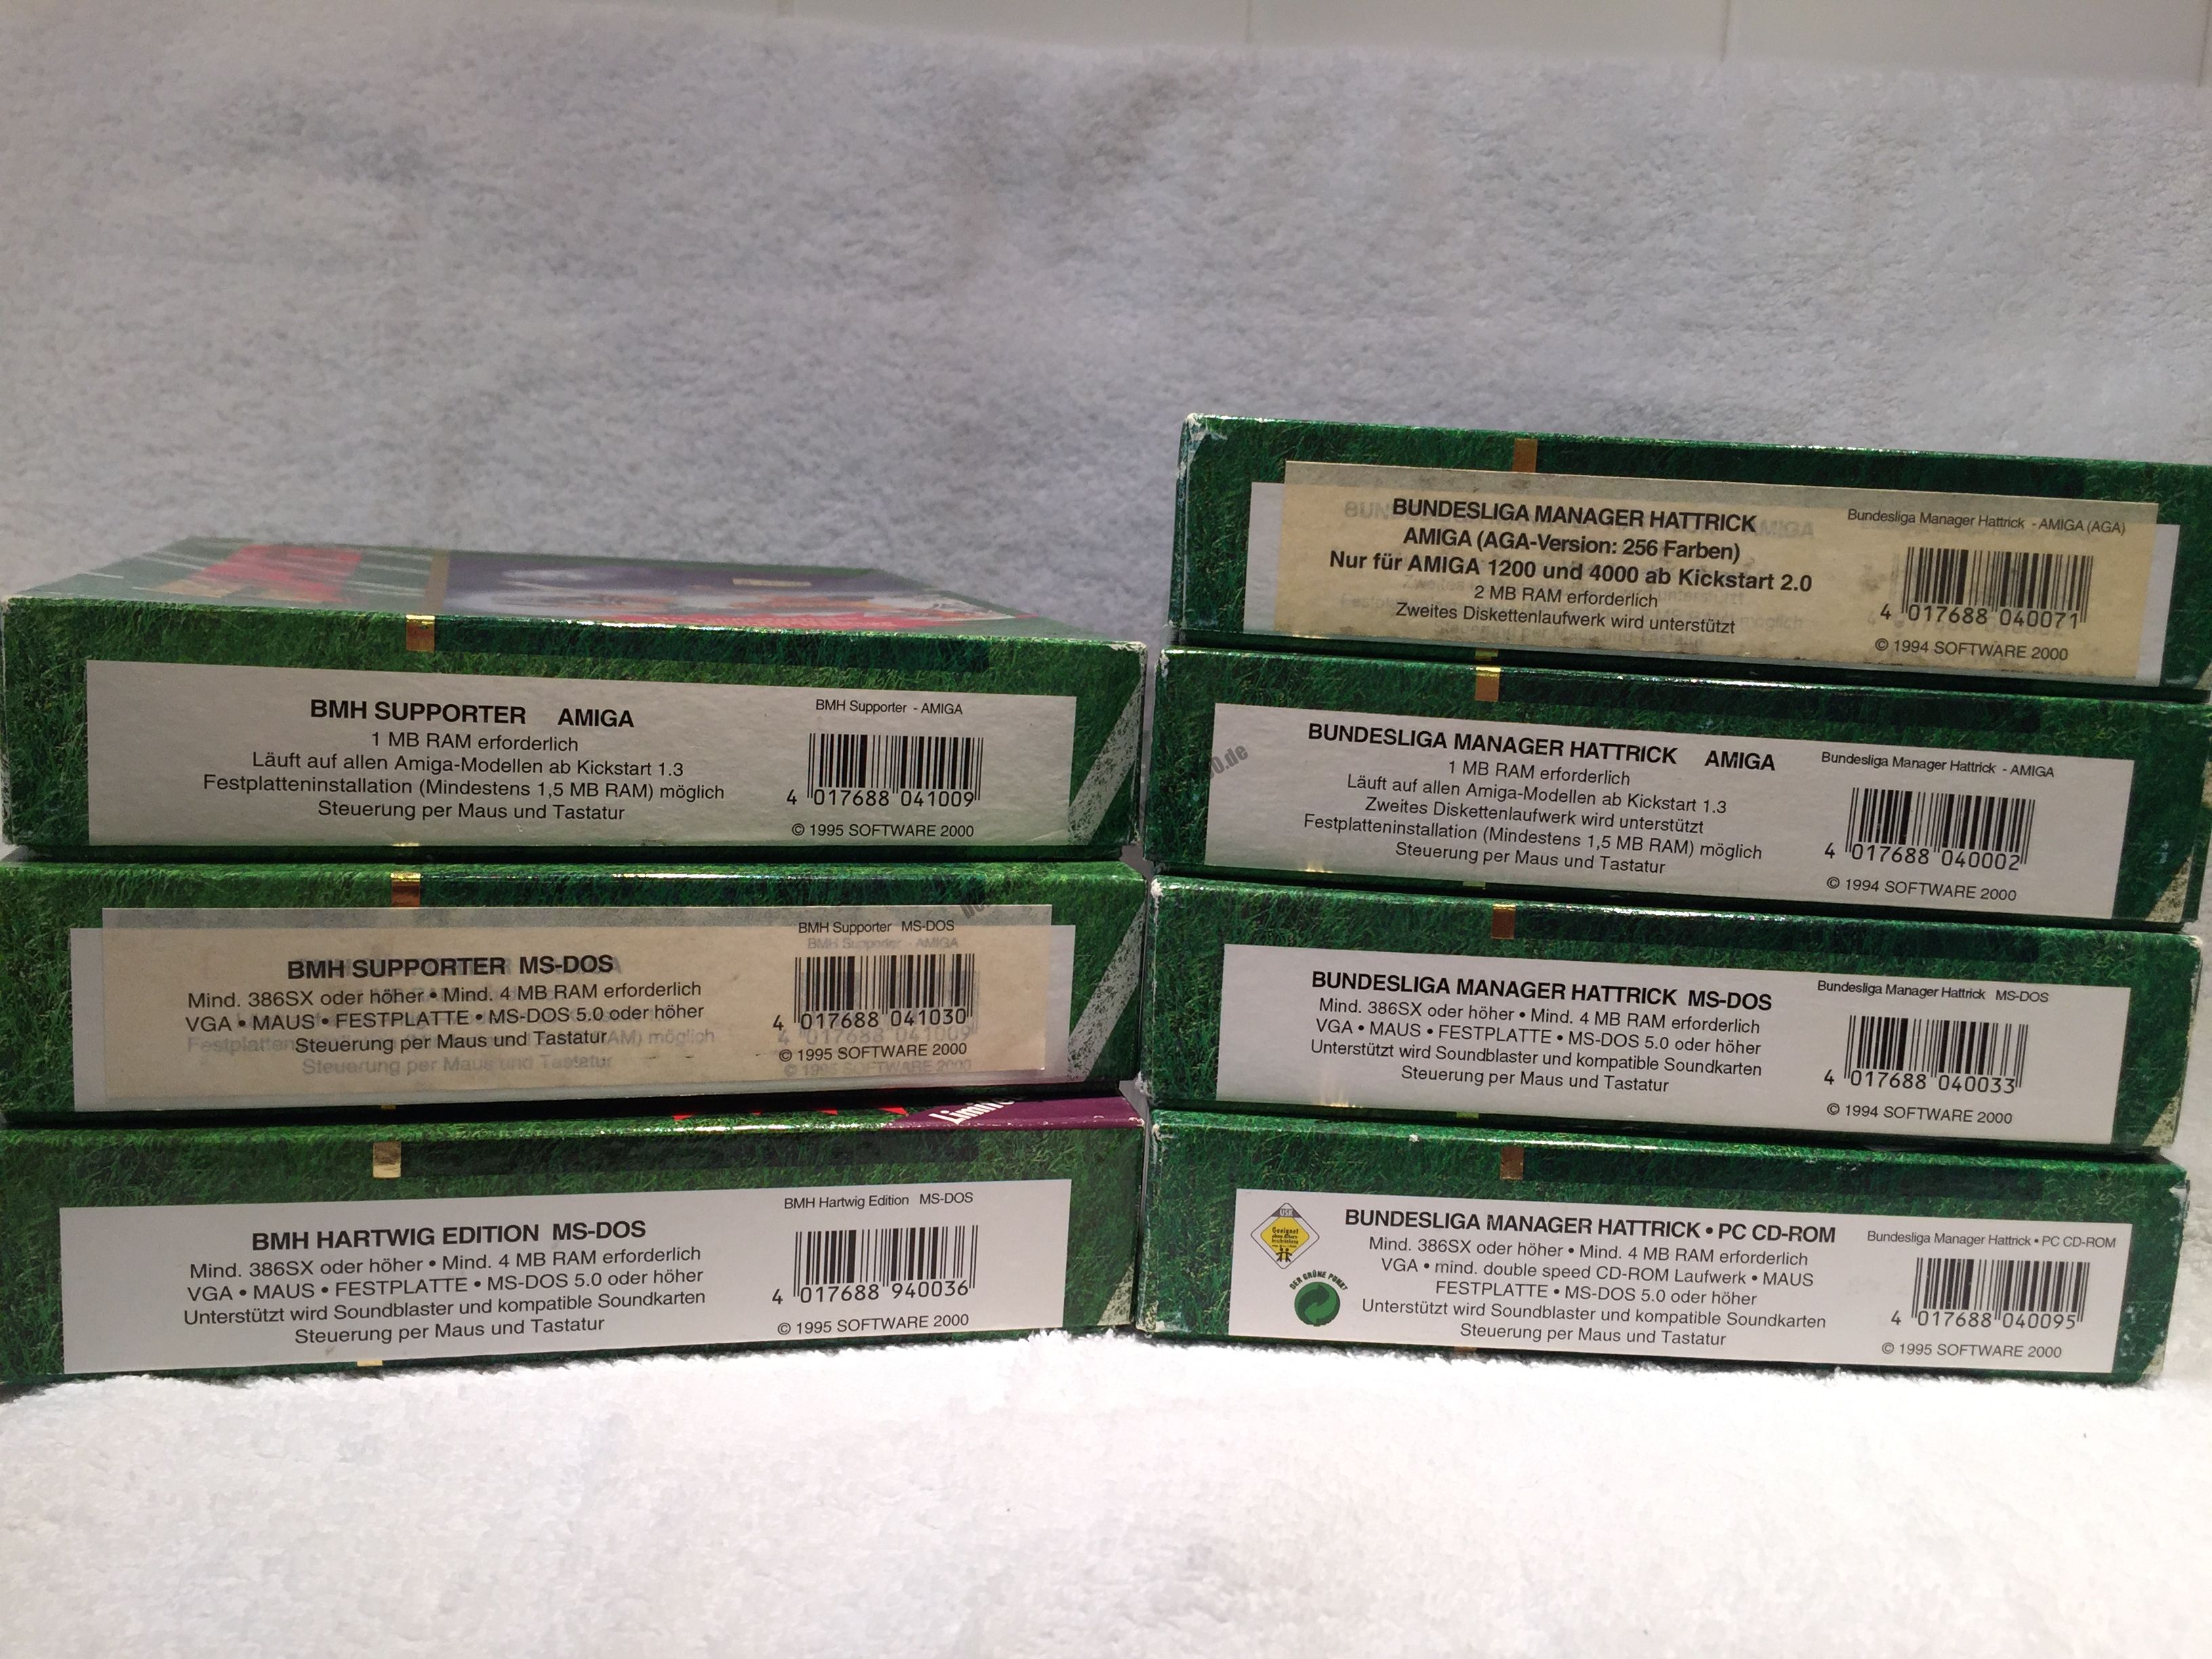 BMH SUPPORTER AMIGA
1 MB RAM erforderlich
Läuft auf allen Amiga-Modellen ab Kickstart 1.3
Festplatteninstallation (Mindestens 1,5 MB RAM) möglich
Steuerung per Maus und Tastatur
BMH Supporter - AMIGA
4 017688 041009
© 1995 SOFTWARE 2000
BMH SUPPORTER MS-DOS
Mind. 386SX oder höher • Mind. 4 MB RAM erforderlich
VGA • MAUS • FESTPLATTE • MS-DOS 5.0 oder höher
Steuerung per Maus und Tastatur
BMH Supporter MS-DOS
4 017688 041030
© 1995 SOFTWARE 2000
BMH HARTWIG EDITION MS-DOS
Mind. 386SX oder höher • Mind. 4 MB RAM erforderlich
VGA • MAUS • FESTPLATTE • MS-DOS 5.0 oder höher
Unterstützt wird Soundblaster und kompatible Soundkarten
Steuerung per Maus und Tastatur
BMH Hartwig Edition MS-DOS
4 017688 940036
© 1995 SOFTWARE 2000
BUNDESLIGA MANAGER HATTRICK
AMIGA (AGA-Version: 256 Farben)
Nur für AMIGA 1200 und 4000 ab Kickstart 2.0
2 MB RAM erforderlich
Zweites Diskettenlaufwerk wird unterstützt
Bundesliga Manager Hattrick - AMIGA (AGA)
4 017688 040071
© 1994 SOFTWARE 2000
BUNDESLIGA MANAGER HATTRICK AMIGA
1 MB RAM erforderlich
Läuft auf allen Amiga-Modellen ab Kickstart 1.3
Zweites Diskettenlaufwerk wird unterstützt
Festplatteninstallation (Mindestens 1,5 MB RAM) möglich
Steuerung per Maus und Tastatur
Bundesliga Manager Hattrick - AMIGA
4 017688 040002
© 1994 SOFTWARE 2000
BUNDESLIGA MANAGER HATTRICK MS-DOS
Mind. 386SX oder höher • Mind. 4 MB RAM erforderlich
VGA • MAUS • FESTPLATTE • MS-DOS 5.0 oder höher
Unterstützt wird Soundblaster und kompatible Soundkarten
Steuerung per Maus und Tastatur
Bundesliga Manager Hattrick MS-DOS
4 017688 040033
© 1994 SOFTWARE 2000
USK
Geeignet
DER GRÜNE PUNKT
BUNDESLIGA MANAGER HATTRICK • PC CD-ROM
Mind. 386SX oder höher • Mind. 4 MB RAM erforderlich
VGA • mind. double speed CD-ROM Laufwerk • MAUS
FESTPLATTE • MS-DOS 5.0 oder höher
Unterstützt wird Soundblaster und kompatible Soundkarten
Steuerung per Maus und Tastatur
Bundesliga Manager Hattrick • PC CD-ROM
4 017688 040095
© 1995 SOFTWARE 2000